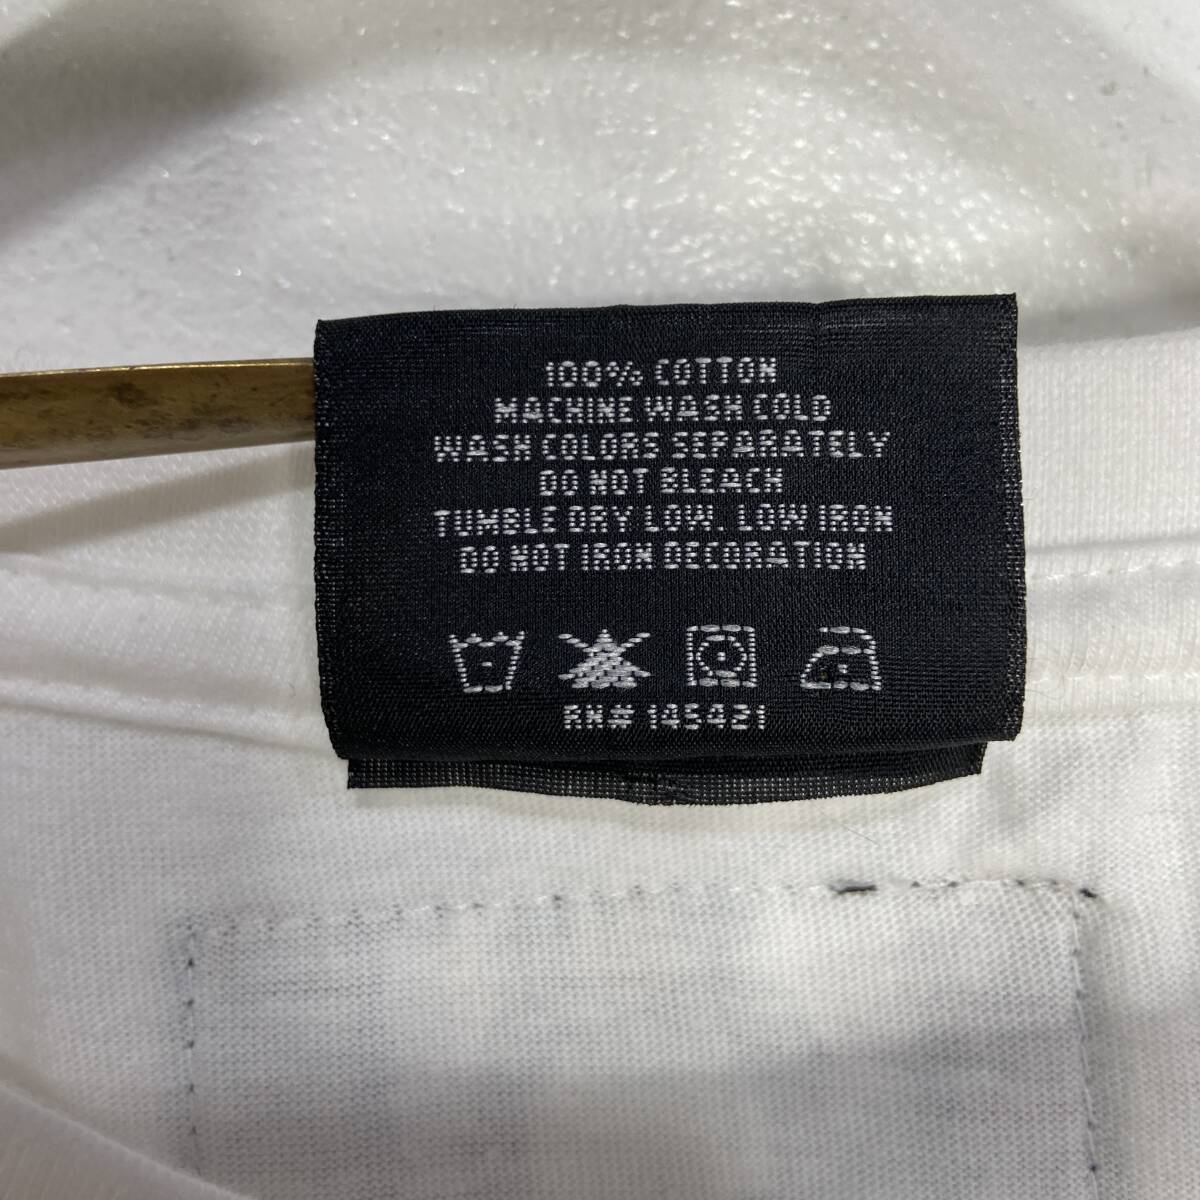 100% COTTON
MACHINE WASH COLD
WASH COLORS SEPARATELY
DO NOT BLEACH
TUMBLE DRY LOW. LOW IRON
DO NOT IRON DECORATION
RN# 145421